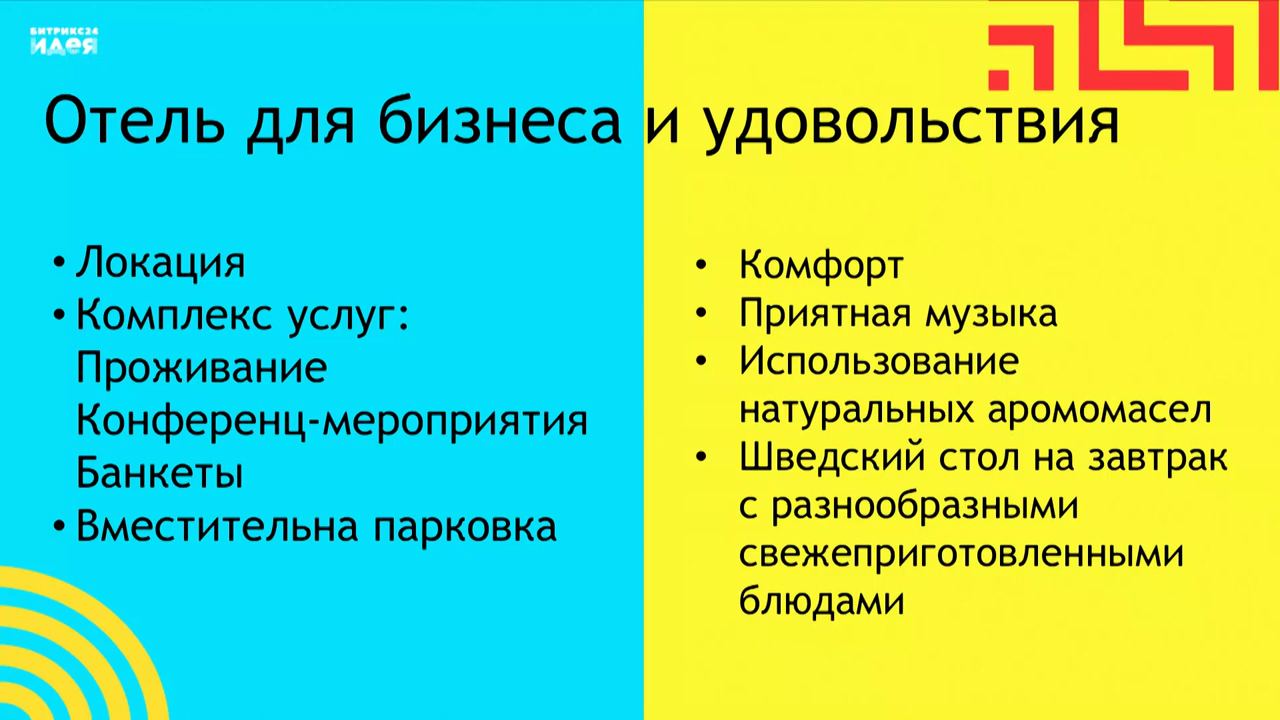 БИТРИКС24
идея
Отель для бизнеса и удовольствия
• Локация
• Комплекс услуг:
Проживание
Конференц-мероприятия
Банкеты
• Вместительна парковка
• Комфорт
• Приятная музыка
• Использование
натуральных аромомасел
• Шведский стол на завтрак
с разнообразными
свежеприготовленными
блюдами